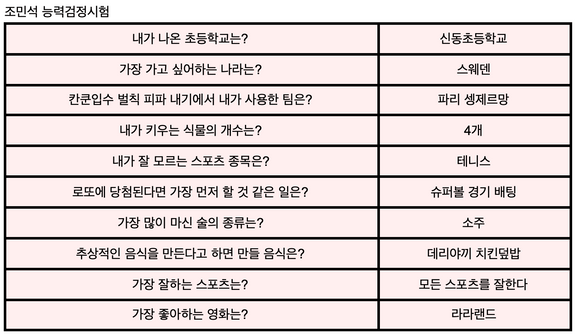 조민석 능력검정시험
내가 나온 초등학교는? 신동초등학교
가장 가고 싶어하는 나라는? 스웨덴
칸쿤입수 벌칙 피파 내기에서 내가 사용한 팀은? 파리 셍제르망
내가 키우는 식물의 개수는? 4개
내가 잘 모르는 스포츠 종목은? 테니스
로또에 당첨된다면 가장 먼저 할 것 같은 일은? 슈퍼볼 경기 배팅
가장 많이 마신 술의 종류는? 소주
추상적인 음식을 만든다고 하면 만들 음식은? 데리야끼 치킨덮밥
가장 잘하는 스포츠는? 모든 스포츠를 잘한다
가장 좋아하는 영화는? 라라랜드